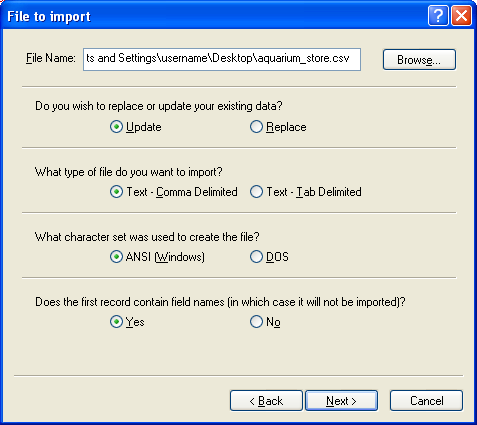 File to import
File Name: ts and Settings\username\Desktop\aquarium_store.csv Browse...
Do you wish to replace or update your existing data?
Update Replace
What type of file do you want to import?
Text - Comma Delimited Text - Tab Delimited
What character set was used to create the file?
ANSI (Windows) DOS
Does the first record contain field names (in which case it will not be imported)?
Yes No
< Back Next > Cancel